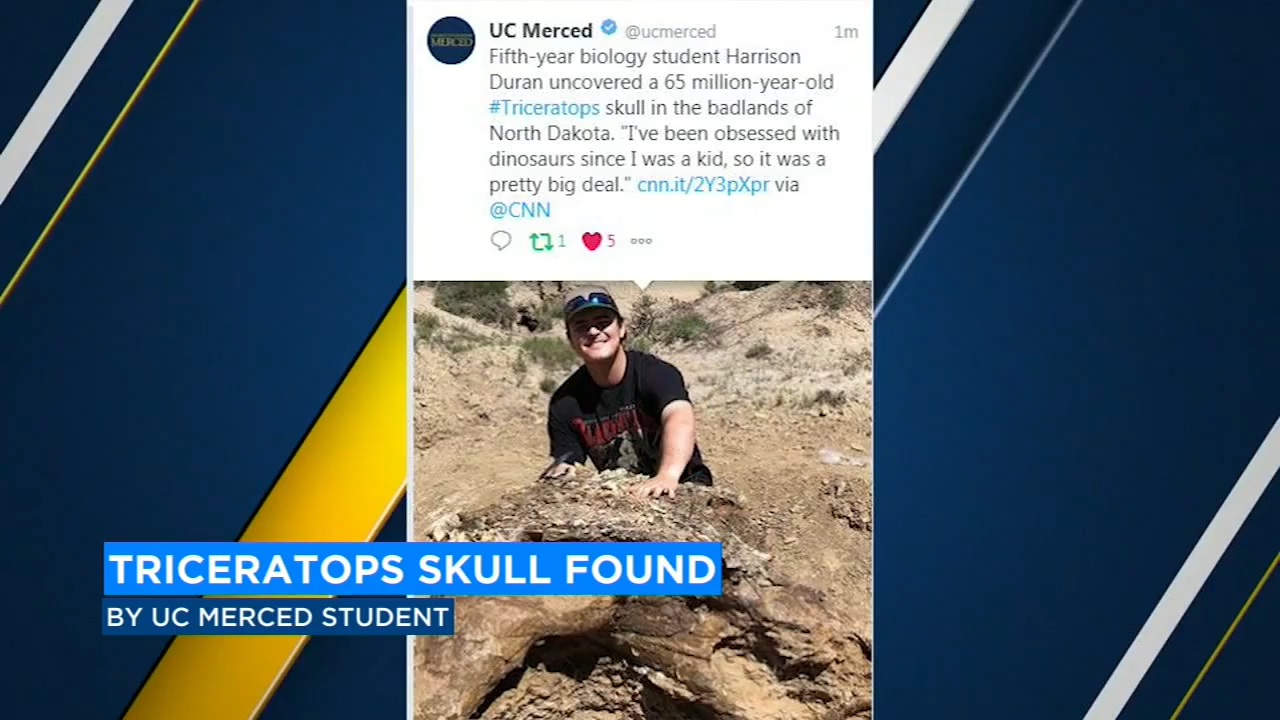 UC Merced @ucmerced 1m
MERCED
Fifth-year biology student Harrison
Duran uncovered a 65 million-year-old
#Triceratops skull in the badlands of
North Dakota. "I've been obsessed with
dinosaurs since I was a kid, so it was a
pretty big deal." cnn.it/2Y3pXpr via
@CNN
1 5
TRICERATOPS SKULL FOUND
BY UC MERCED STUDENT